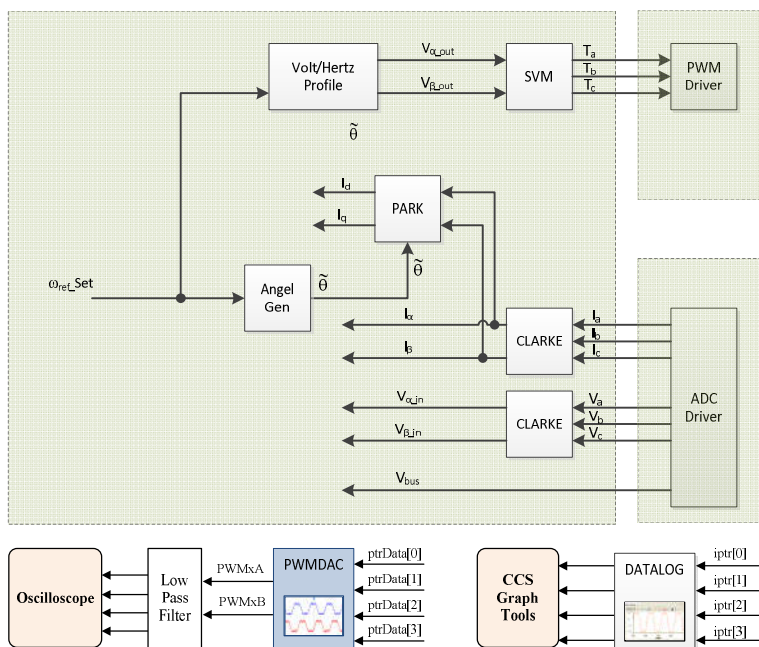 Vα_out
Vβ_out
Volt/Hertz
Profile
SVM
Ta
Tb
Tc
PWM
Driver
θ̃
Id
Iq
PARK
ωref_Set
Angel
Gen
θ̃
θ̃
Iα
Iβ
CLARKE
Ia
Ib
Ic
Vα_in
Vβ_in
CLARKE
Va
Vb
Vc
ADC
Driver
Vbus
Oscilloscope
Low
Pass
Filter
PWMxA
PWMxB
PWMDAC
ptrData[0]
ptrData[1]
ptrData[2]
ptrData[3]
CCS
Graph
Tools
DATALOG
iptr[0]
iptr[1]
iptr[2]
iptr[3]